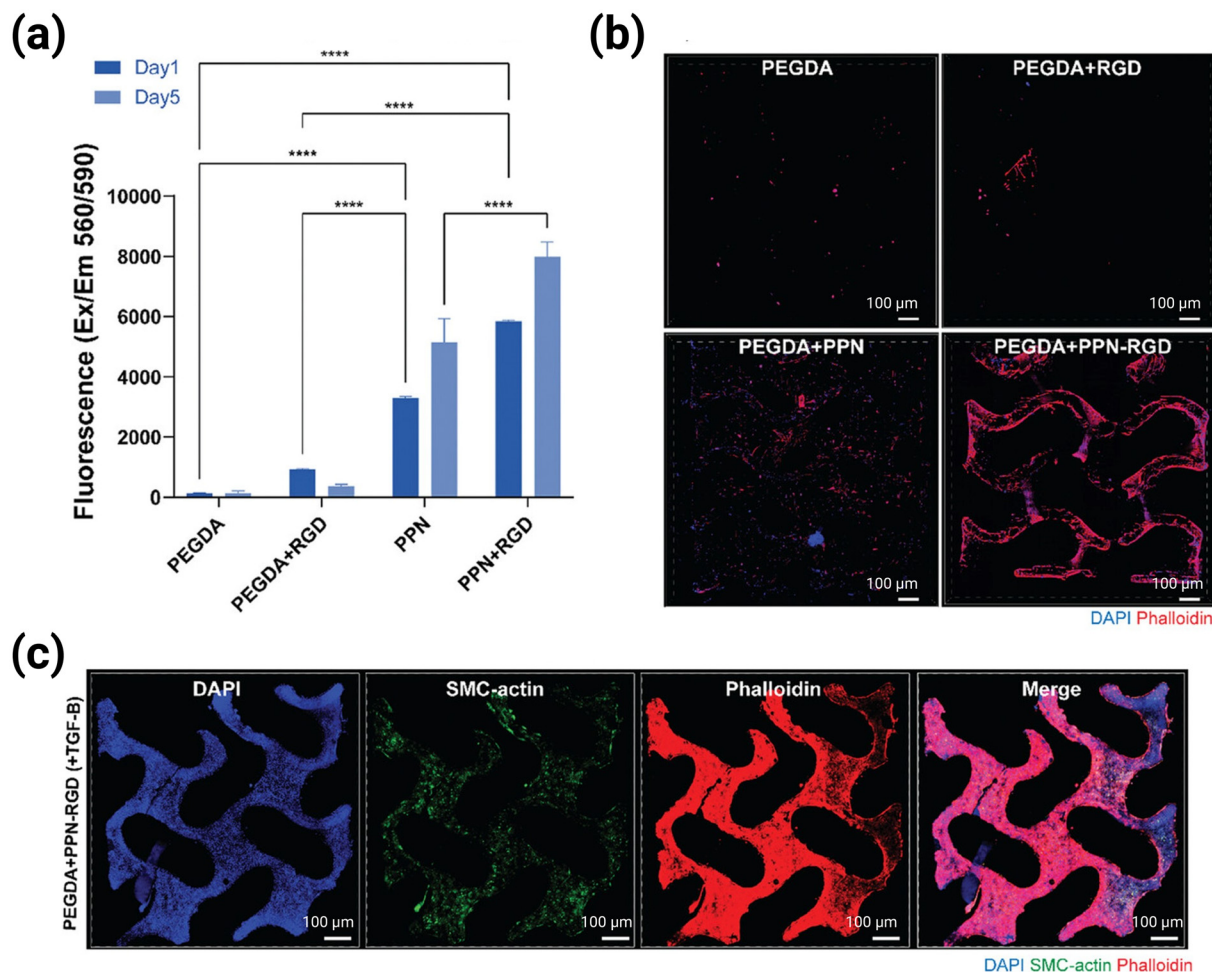 (a)
Day1
Day5
****
****
****
****
****
Fluorescence (Ex/Em 560/590)
10000
8000
6000
4000
2000
0
PEGDA
PEGDA+RGD
PPN
PPN+RGD
(b)
PEGDA
100 µm
PEGDA+RGD
100 µm
PEGDA+PPN
100 µm
PEGDA+PPN-RGD
100 µm
DAPI Phalloidin
(c)
PEGDA+PPN-RGD (+TGF-B)
DAPI
100 µm
SMC-actin
100 µm
Phalloidin
100 µm
Merge
100 µm
DAPI SMC-actin Phalloidin